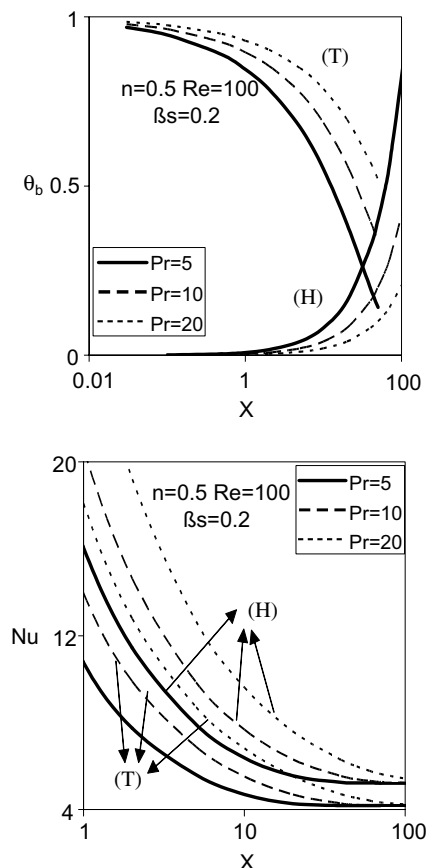 1
(T)
n=0.5 Re=100
ßs=0.2
θb
0.5
Pr=5
Pr=10
Pr=20
(H)
0
0.01
1
100
X
20
n=0.5 Re=100
ßs=0.2
Pr=5
Pr=10
Pr=20
(H)
Nu
12
(T)
4
1
10
100
X